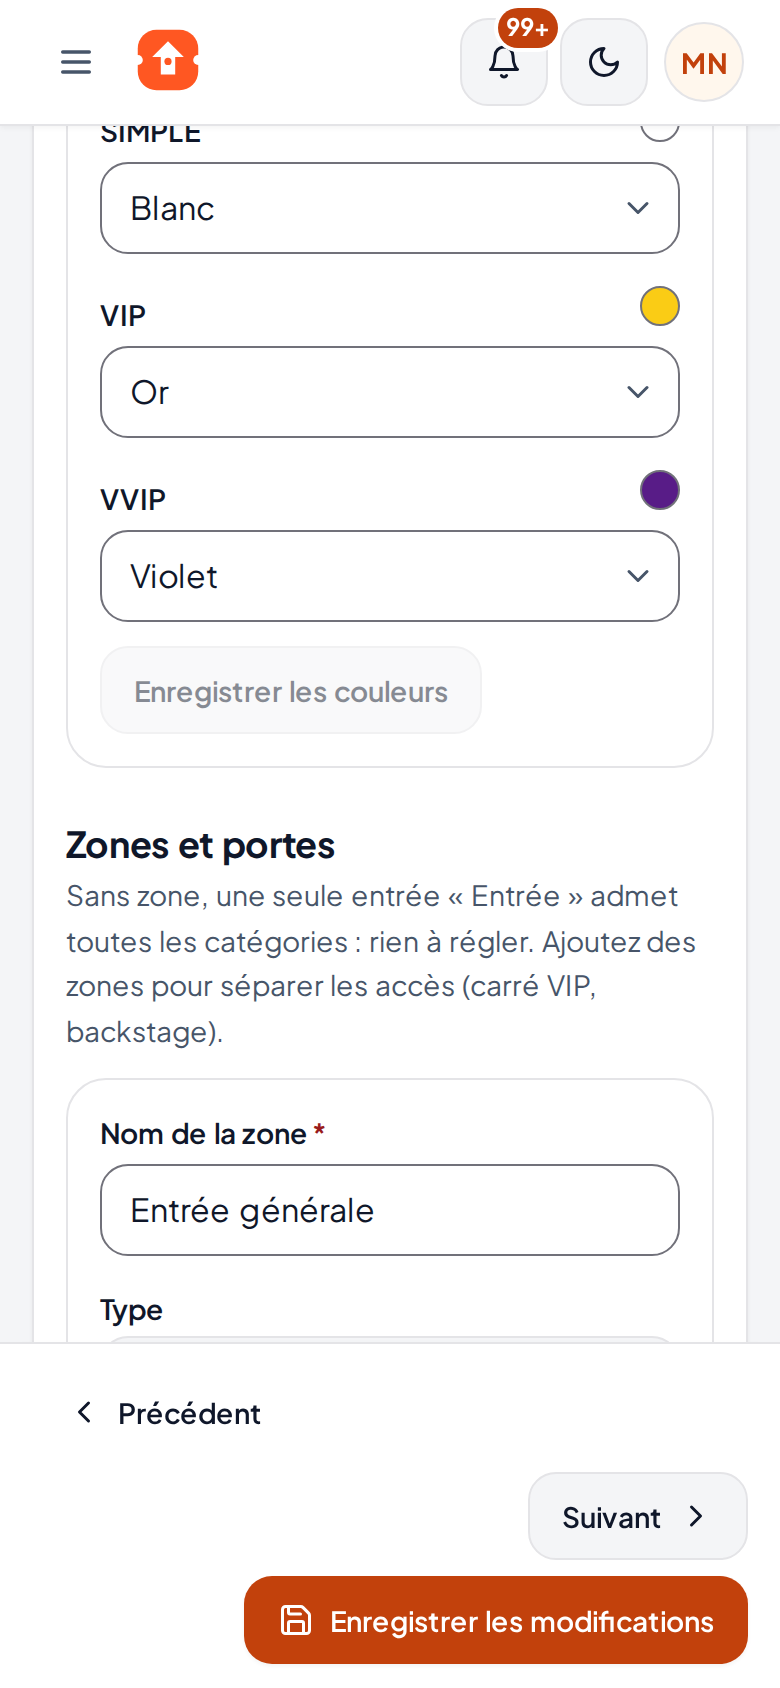 99+
MN
SIMPLE
Blanc
VIP
Or
VVIP
Violet
Enregistrer les couleurs
Zones et portes
Sans zone, une seule entrée « Entrée » admet
toutes les catégories : rien à régler. Ajoutez des
zones pour séparer les accès (carré VIP,
backstage).
Nom de la zone *
Entrée générale
Type
Précédent
Suivant
Enregistrer les modifications